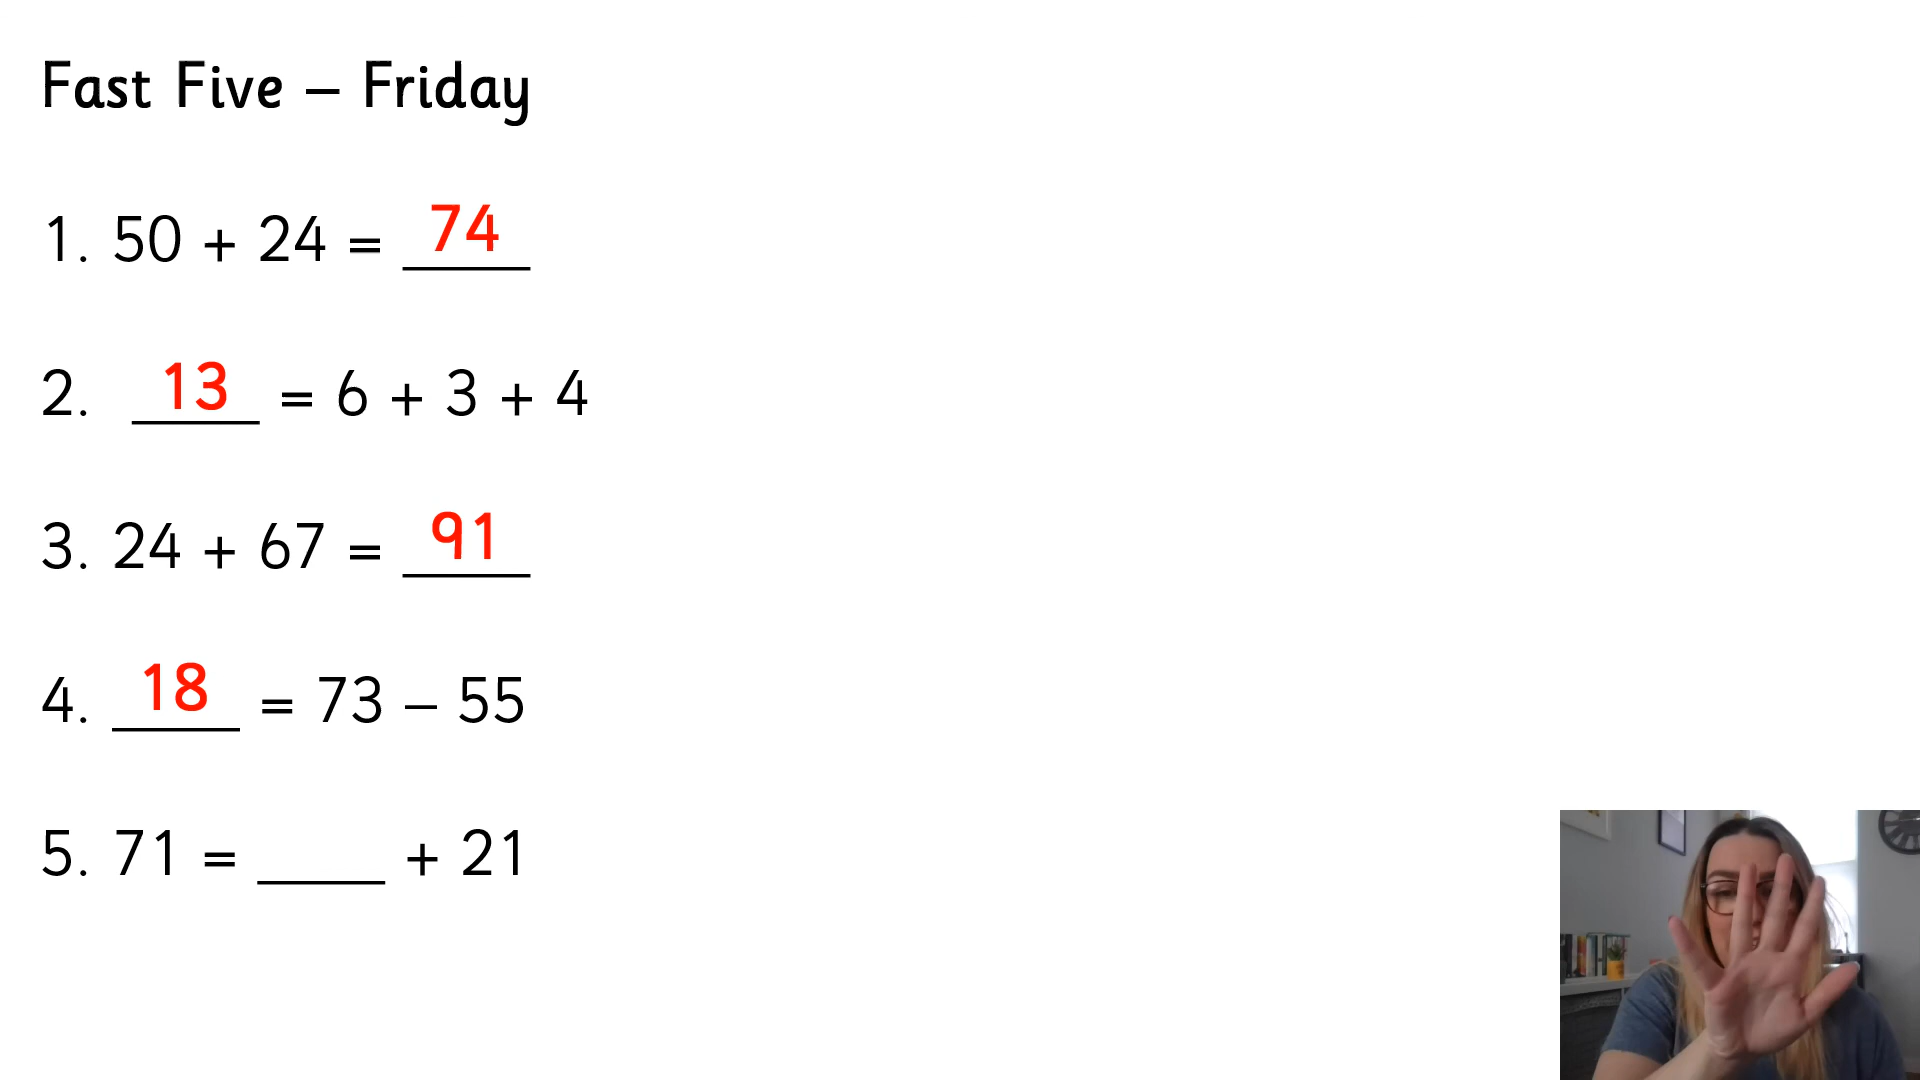 Fast Five – Friday
1. 50 + 24 = 74
2. 13 = 6 + 3 + 4
3. 24 + 67 = 91
4. 18 = 73 – 55
5. 71 = ____ + 21